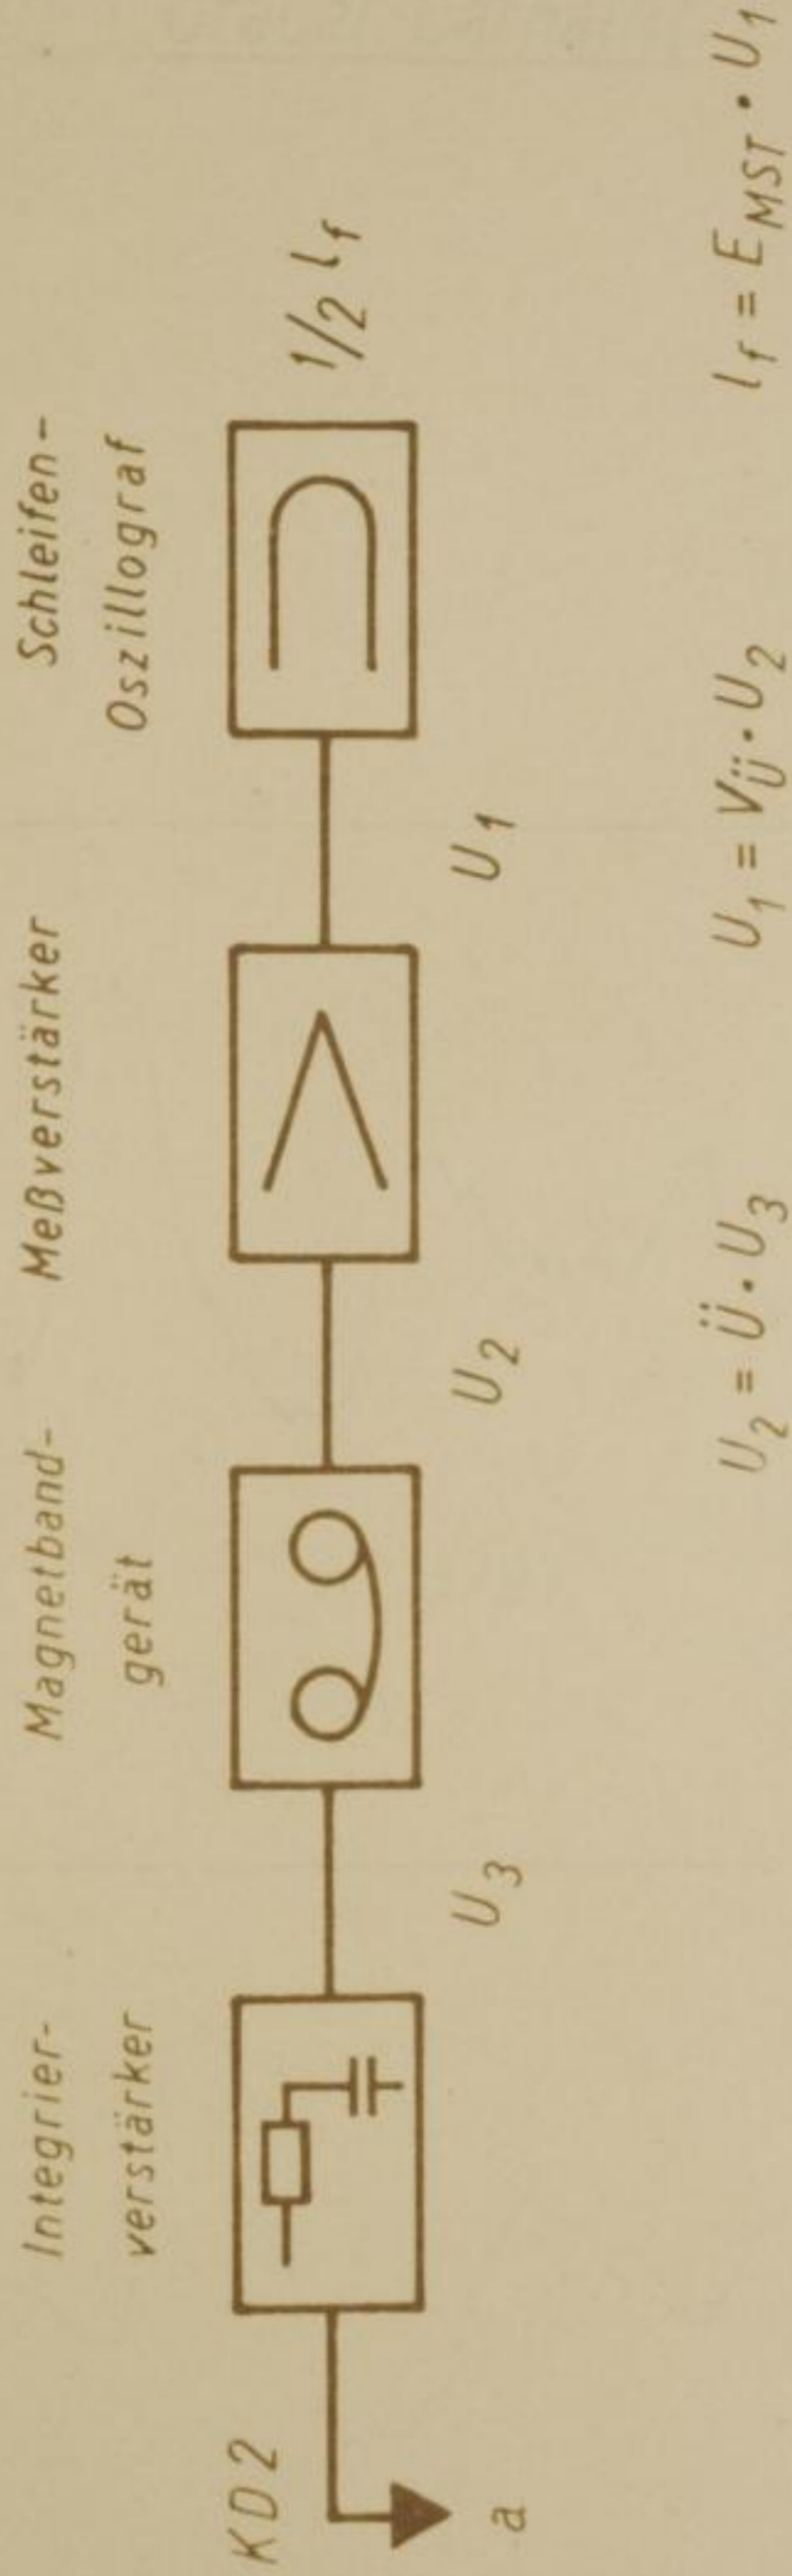 Integrier-
verstärker
Magnetband-
gerät
Meßverstärker
Schleifen-
Oszillograf
KD2
1/2 lf
a
U3
U2
U1
U2 = Ü · U3
U1 = VÜ · U2
lf = EMST · U1